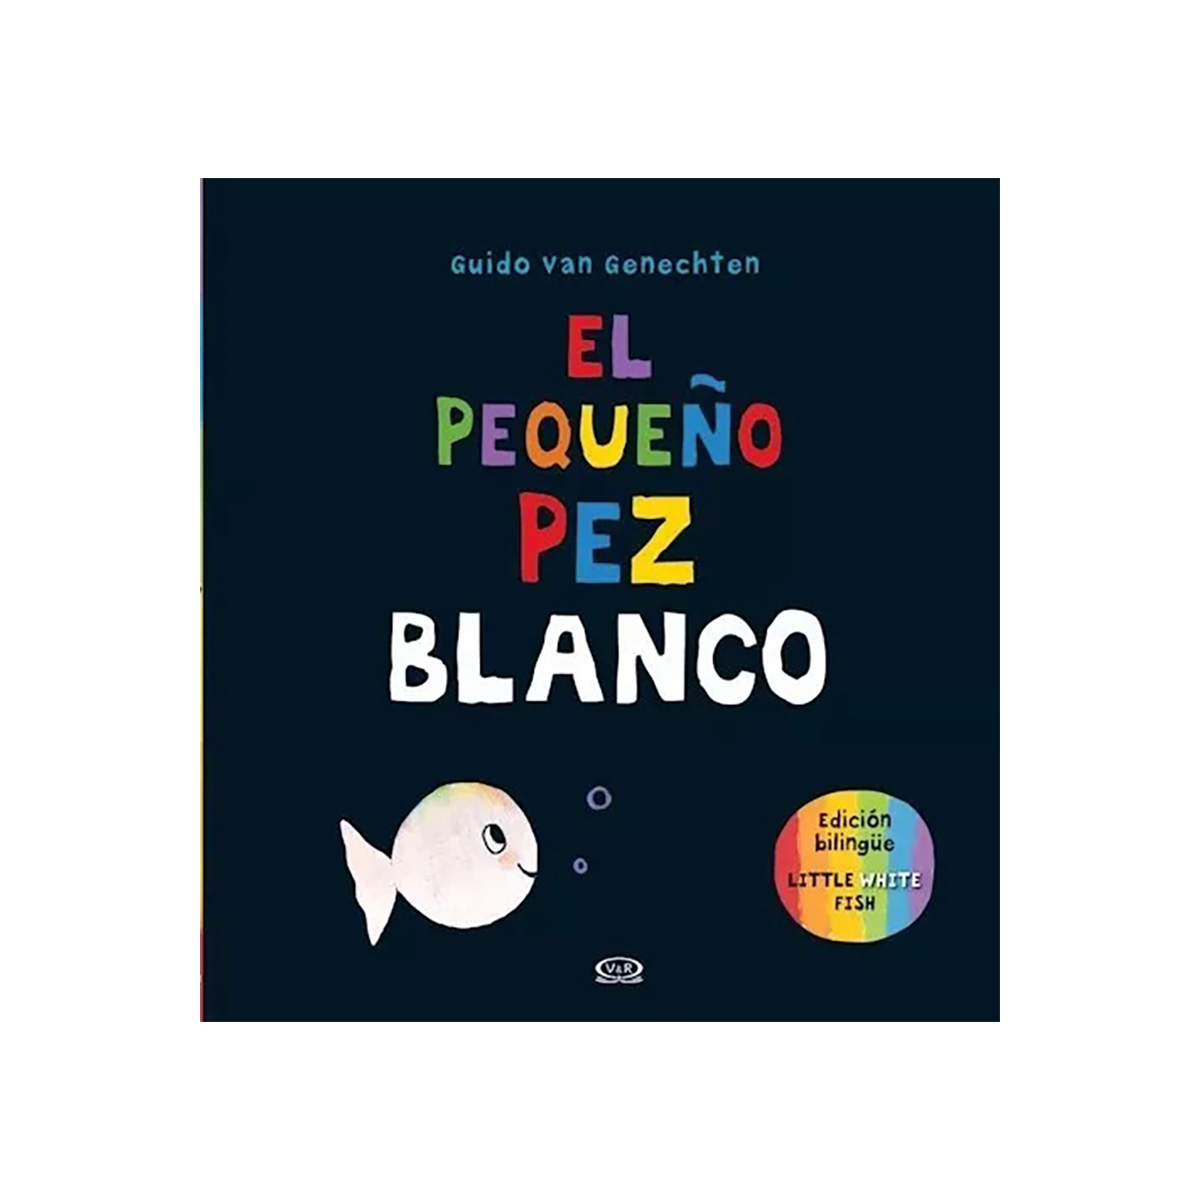 Guido van Genechten
EL
PEQUEÑO
PEZ
BLANCO
Edición
bilingüe
LITTLE WHITE
FISH
V&R